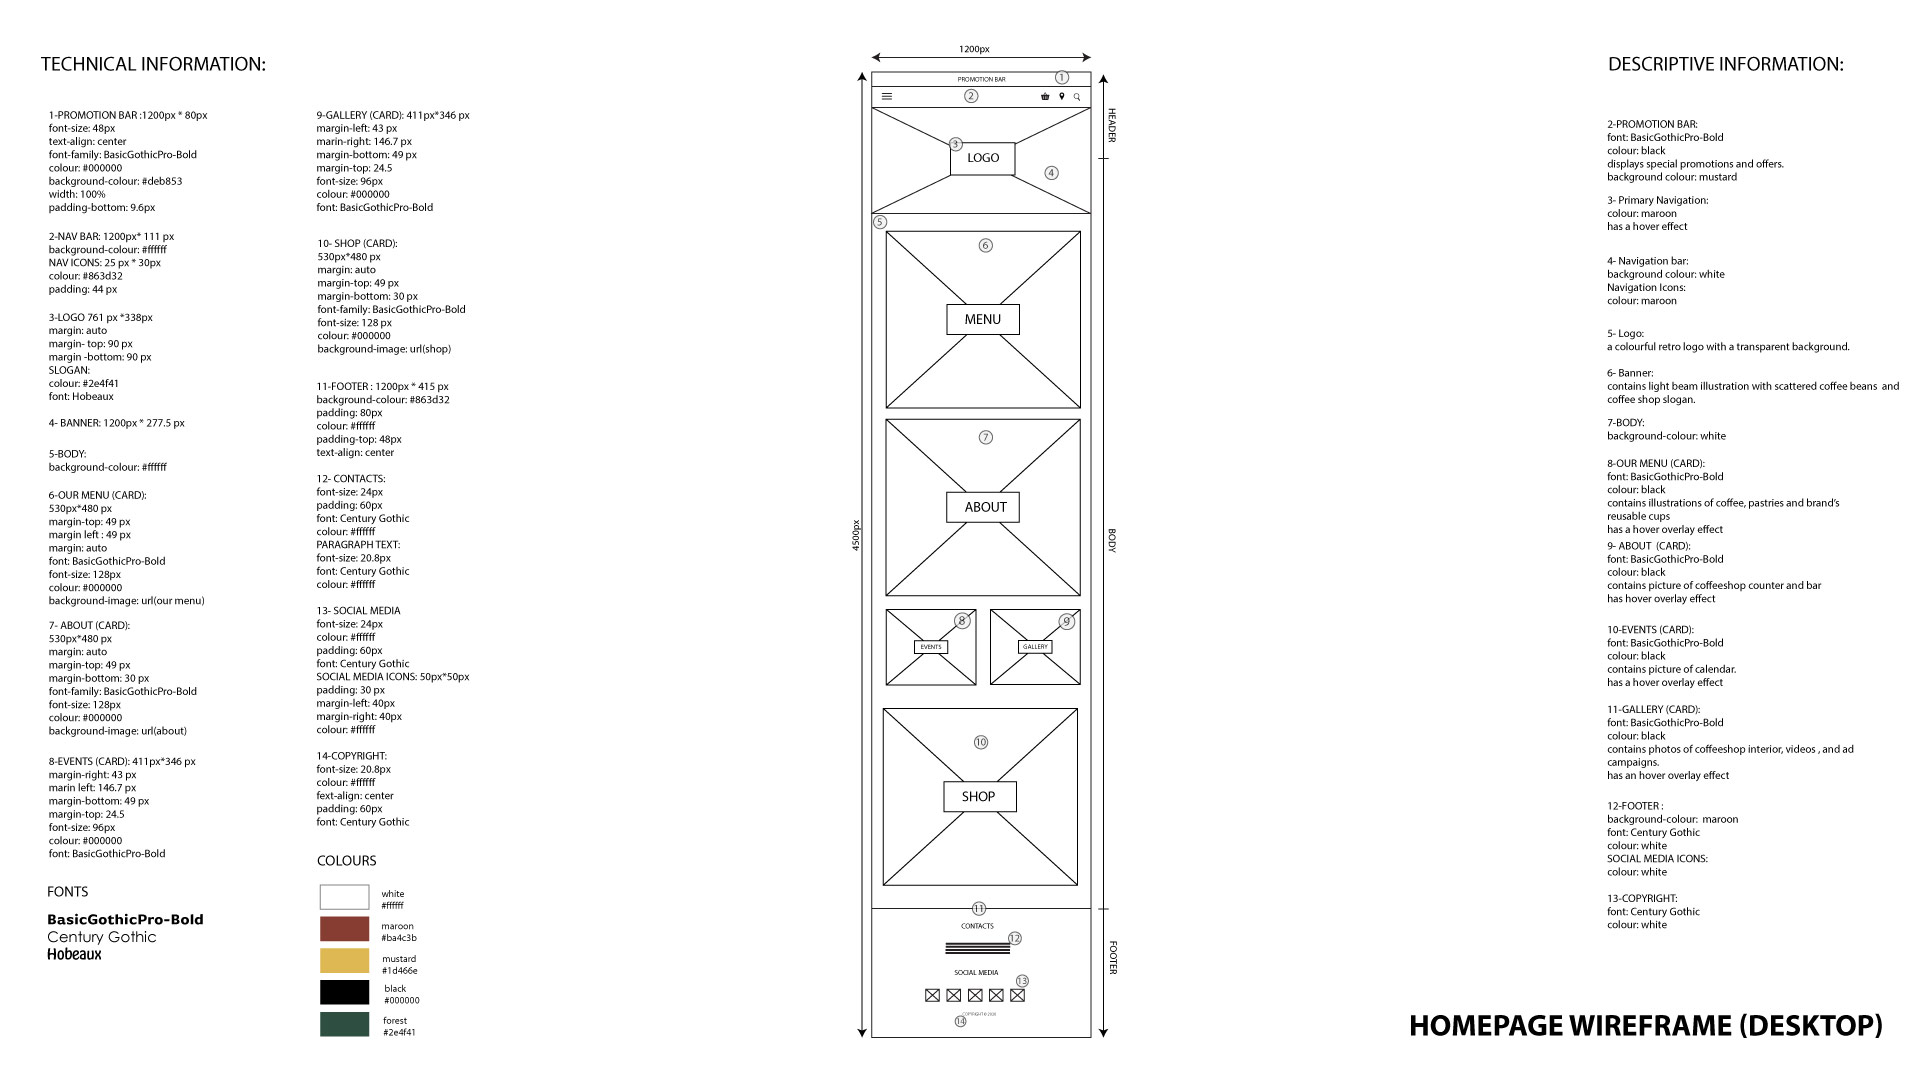 TECHNICAL INFORMATION:
1-PROMOTION BAR :1200px * 80px
font-size: 48px
text-align: center
font-family: BasicGothicPro-Bold
colour: #000000
background-colour: #deb853
width: 100%
padding-bottom: 9.6px
2-NAV BAR: 1200px* 111 px
background-colour: #ffffff
NAV ICONS: 25 px * 30px
colour: #863d32
padding: 44 px
3-LOGO 761 px *338px
margin: auto
margin- top: 90 px
margin -bottom: 90 px
SLOGAN:
colour: #2e4f41
font: Hobeaux
4- BANNER: 1200px * 277.5 px
5-BODY:
background-colour: #ffffff
6-OUR MENU (CARD):
530px*480 px
margin-top: 49 px
margin left : 49 px
margin: auto
font: BasicGothicPro-Bold
font-size: 128px
colour: #000000
background-image: url(our menu)
7- ABOUT (CARD):
530px*480 px
margin: auto
margin-top: 49 px
margin-bottom: 30 px
font-family: BasicGothicPro-Bold
font-size: 128px
colour: #000000
background-image: url(about)
8-EVENTS (CARD): 411px*346 px
margin-right: 43 px
marin left: 146.7 px
margin-bottom: 49 px
margin-top: 24.5
font-size: 96px
colour: #000000
font: BasicGothicPro-Bold
FONTS
BasicGothicPro-Bold
Century Gothic
Hobeaux
9-GALLERY (CARD): 411px*346 px
margin-left: 43 px
marin-right: 146.7 px
margin-bottom: 49 px
margin-top: 24.5
font-size: 96px
colour: #000000
font: BasicGothicPro-Bold
10- SHOP (CARD):
530px*480 px
margin: auto
margin-top: 49 px
margin-bottom: 30 px
font-family: BasicGothicPro-Bold
font-size: 128 px
colour: #000000
background-image: url(shop)
11-FOOTER : 1200px * 415 px
background-colour: #863d32
padding: 80px
colour: #ffffff
padding-top: 48px
text-align: center
12- CONTACTS:
font-size: 24px
padding: 60px
font: Century Gothic
colour: #ffffff
PARAGRAPH TEXT:
font-size: 20.8px
font: Century Gothic
colour: #ffffff
13- SOCIAL MEDIA
font-size: 24px
colour: #ffffff
padding: 60px
font: Century Gothic
SOCIAL MEDIA ICONS: 50px*50px
padding: 30 px
margin-left: 40px
margin-right: 40px
colour: #ffffff
14-COPYRIGHT:
font-size: 20.8px
colour: #ffffff
fext-align: center
padding: 60px
font: Century Gothic
COLOURS
white
#ffffff
maroon
#ba4c3b
mustard
#1d466e
black
#000000
forest
#2e4f41
1200px
4500px
PROMOTION BAR
1
2
3
LOGO
4
5
6
MENU
7
ABOUT
8
EVENTS
9
GALLERY
10
SHOP
11
CONTACTS
12
SOCIAL MEDIA
13
COPYRIGHT © 2020
14
HEADER
BODY
FOOTER
DESCRIPTIVE INFORMATION:
2-PROMOTION BAR:
font: BasicGothicPro-Bold
colour: black
displays special promotions and offers.
background colour: mustard
3- Primary Navigation:
colour: maroon
has a hover effect
4- Navigation bar:
background colour: white
Navigation Icons:
colour: maroon
5- Logo:
a colourful retro logo with a transparent background.
6- Banner:
contains light beam illustration with scattered coffee beans and
coffee shop slogan.
7-BODY:
background-colour: white
8-OUR MENU (CARD):
font: BasicGothicPro-Bold
colour: black
contains illustrations of coffee, pastries and brand's
reusable cups
has a hover overlay effect
9- ABOUT (CARD):
font: BasicGothicPro-Bold
colour: black
contains picture of coffeeshop counter and bar
has hover overlay effect
10-EVENTS (CARD):
font: BasicGothicPro-Bold
colour: black
contains picture of calendar.
has a hover overlay effect
11-GALLERY (CARD):
font: BasicGothicPro-Bold
colour: black
contains photos of coffeeshop interior, videos , and ad
campaigns.
has an hover overlay effect
12-FOOTER :
background-colour: maroon
font: Century Gothic
colour: white
SOCIAL MEDIA ICONS:
colour: white
13-COPYRIGHT:
font: Century Gothic
colour: white
HOMEPAGE WIREFRAME (DESKTOP)